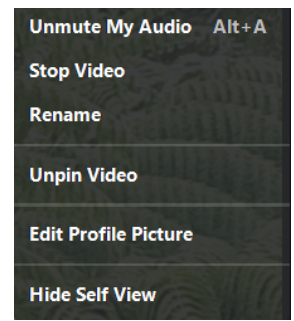 Unmute My Audio Alt+A
Stop Video
Rename
Unpin Video
Edit Profile Picture
Hide Self View